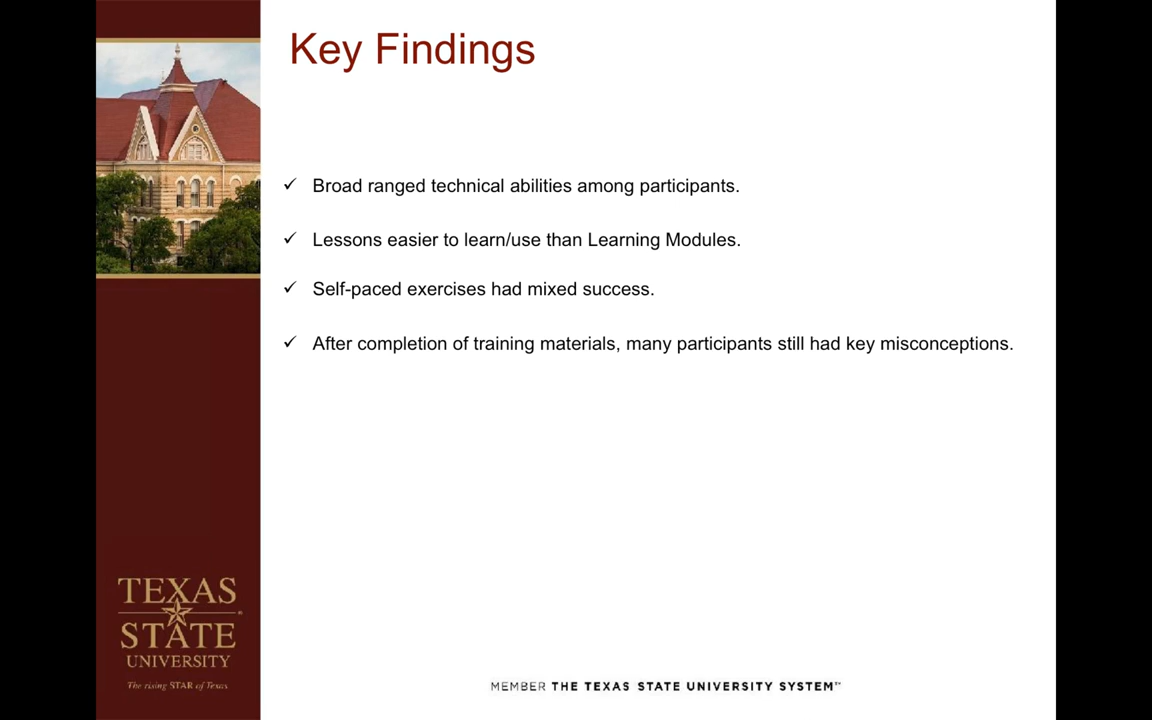 Key Findings
✓ Broad ranged technical abilities among participants.
✓ Lessons easier to learn/use than Learning Modules.
✓ Self-paced exercises had mixed success.
✓ After completion of training materials, many participants still had key misconceptions.
TEXAS
STATE
®
UNIVERSITY
The rising STAR of Texas
MEMBER THE TEXAS STATE UNIVERSITY SYSTEM™